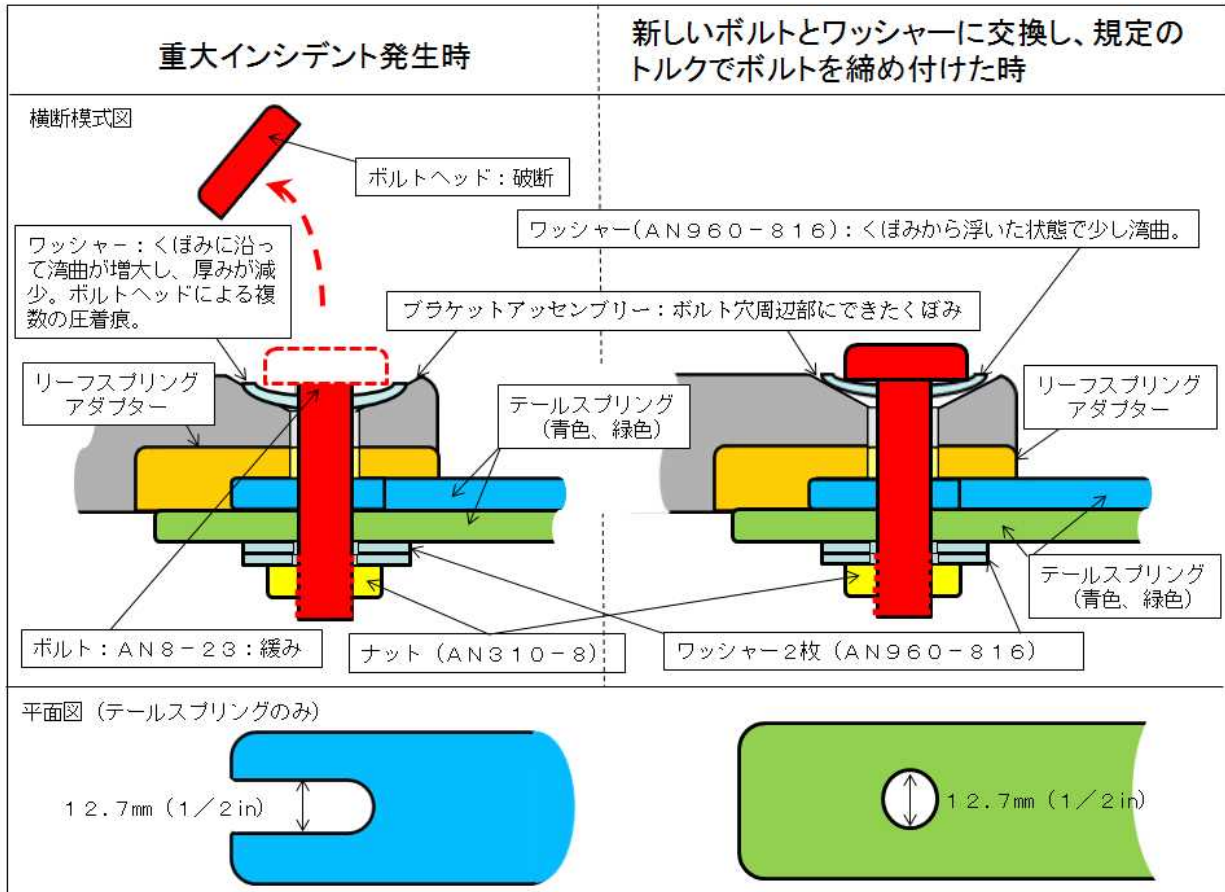 重大インシデント発生時
新しいボルトとワッシャーに交換し、規定の
トルクでボルトを締め付けた時
横断模式図
ボルトヘッド：破断
ワッシャー：くぼみに沿っ
て湾曲が増大し、厚みが減
少。ボルトヘッドによる複
数の圧着痕。
ワッシャー(ＡＮ９６０－８１６)：くぼみから浮いた状態で少し湾曲。
ブラケットアッセンブリー：ボルト穴周辺部にできたくぼみ
リーフスプリング
アダプター
テールスプリング
（青色、緑色）
リーフスプリング
アダプター
テールスプリング
（青色、緑色）
ボルト：ＡＮ８－２３：緩み
ナット（ＡＮ３１０－８）
ワッシャー２枚（ＡＮ９６０－８１６）
平面図（テールスプリングのみ）
１２.７㎜（１／２in）
１２.７㎜（１／２in）